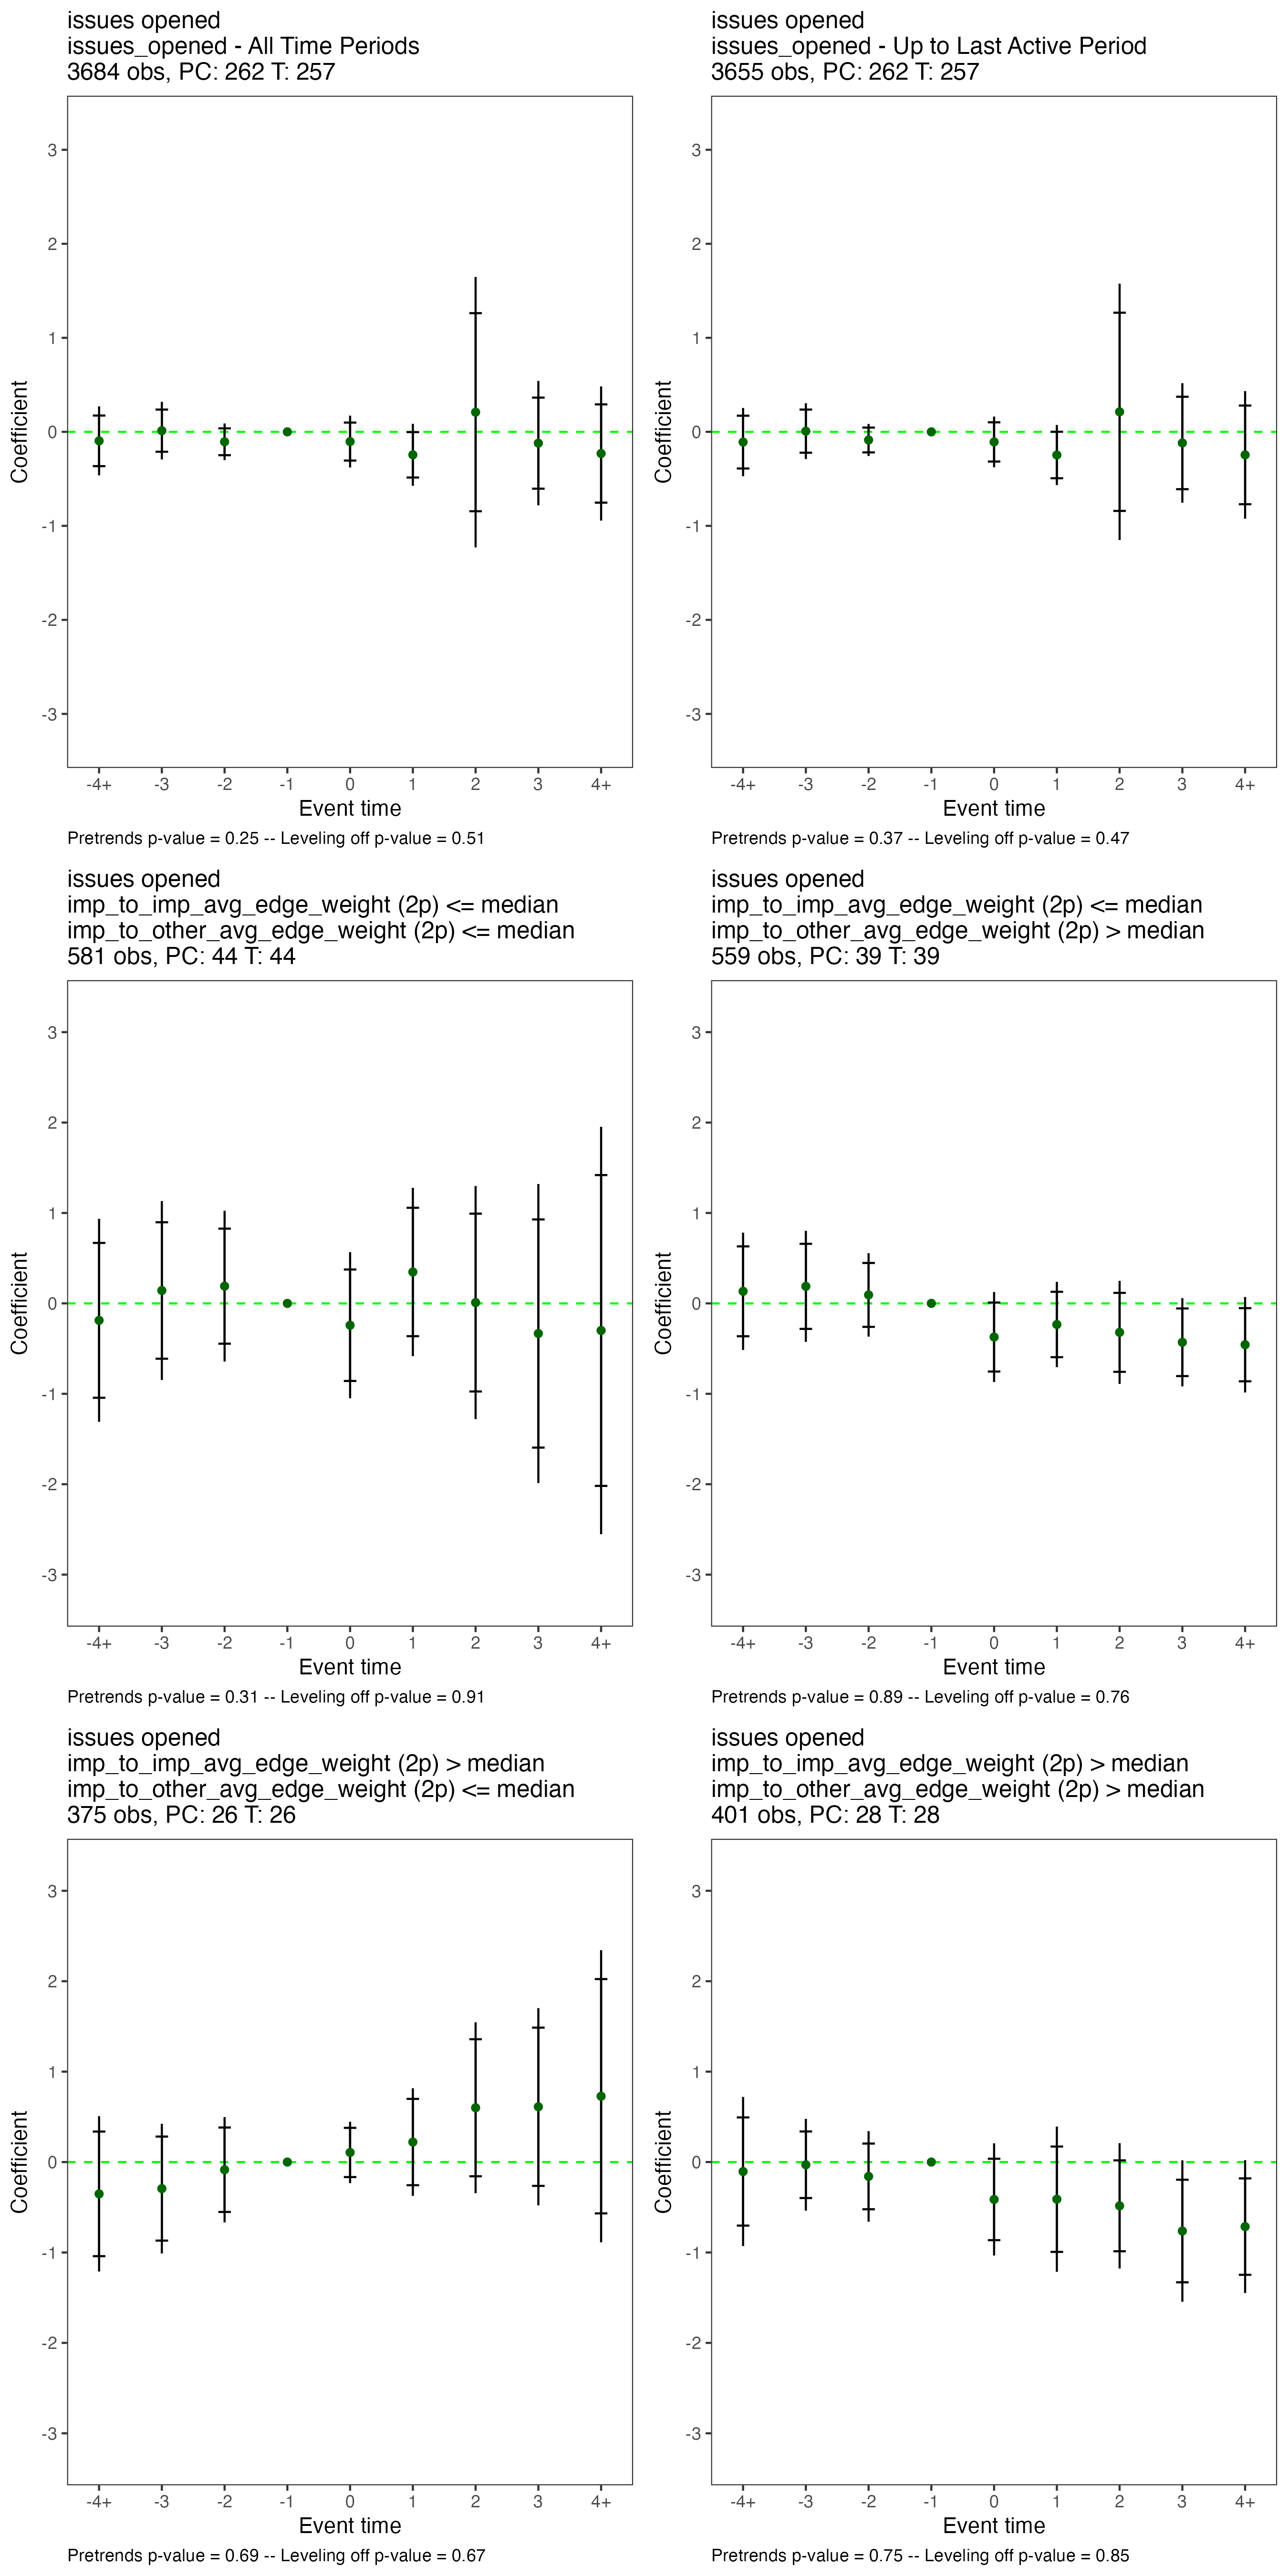 issues opened
issues_opened - All Time Periods
3684 obs, PC: 262 T: 257
3
2
1
0
-1
-2
-3
Coefficient
-4+ -3 -2 -1 0 1 2 3 4+
Event time
Pretrends p-value = 0.25 -- Leveling off p-value = 0.51
issues opened
issues_opened - Up to Last Active Period
3655 obs, PC: 262 T: 257
3
2
1
0
-1
-2
-3
Coefficient
-4+ -3 -2 -1 0 1 2 3 4+
Event time
Pretrends p-value = 0.37 -- Leveling off p-value = 0.47
issues opened
imp_to_imp_avg_edge_weight (2p) <= median
imp_to_other_avg_edge_weight (2p) <= median
581 obs, PC: 44 T: 44
3
2
1
0
-1
-2
-3
Coefficient
-4+ -3 -2 -1 0 1 2 3 4+
Event time
Pretrends p-value = 0.31 -- Leveling off p-value = 0.91
issues opened
imp_to_imp_avg_edge_weight (2p) <= median
imp_to_other_avg_edge_weight (2p) > median
559 obs, PC: 39 T: 39
3
2
1
0
-1
-2
-3
Coefficient
-4+ -3 -2 -1 0 1 2 3 4+
Event time
Pretrends p-value = 0.89 -- Leveling off p-value = 0.76
issues opened
imp_to_imp_avg_edge_weight (2p) > median
imp_to_other_avg_edge_weight (2p) <= median
375 obs, PC: 26 T: 26
3
2
1
0
-1
-2
-3
Coefficient
-4+ -3 -2 -1 0 1 2 3 4+
Event time
Pretrends p-value = 0.69 -- Leveling off p-value = 0.67
issues opened
imp_to_imp_avg_edge_weight (2p) > median
imp_to_other_avg_edge_weight (2p) > median
401 obs, PC: 28 T: 28
3
2
1
0
-1
-2
-3
Coefficient
-4+ -3 -2 -1 0 1 2 3 4+
Event time
Pretrends p-value = 0.75 -- Leveling off p-value = 0.85